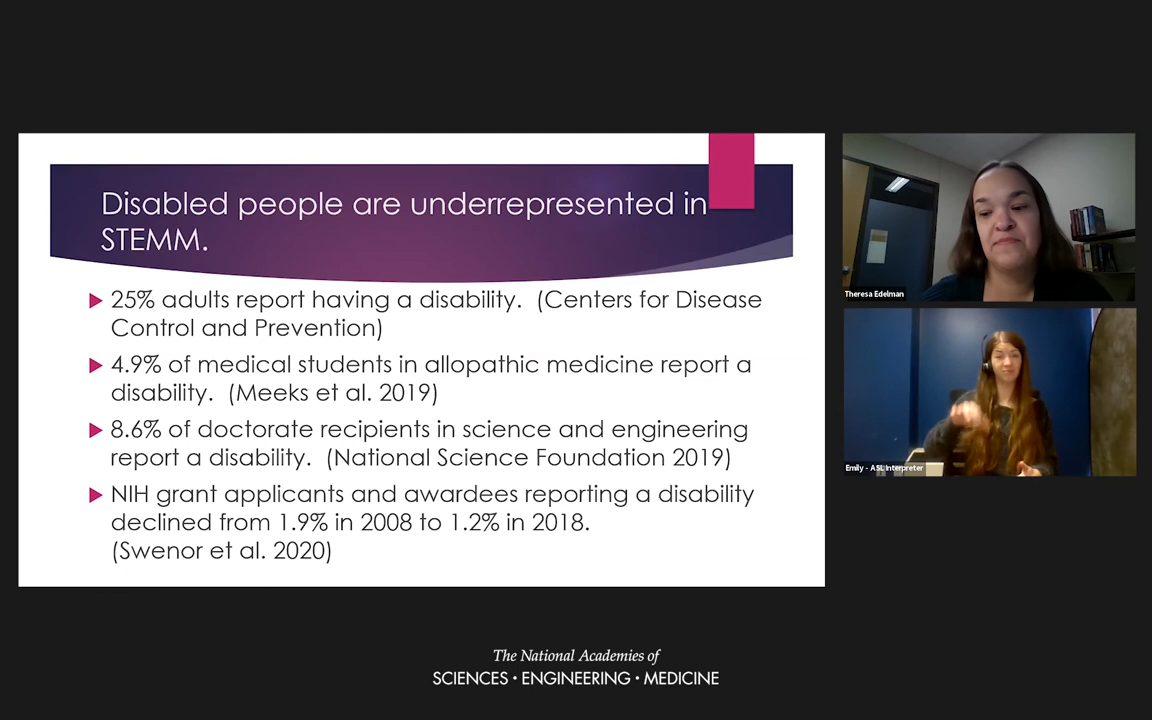 Disabled people are underrepresented in
STEMM.
25% adults report having a disability.  (Centers for Disease
Control and Prevention)
4.9% of medical students in allopathic medicine report a
disability.  (Meeks et al. 2019)
8.6% of doctorate recipients in science and engineering
report a disability.  (National Science Foundation 2019)
NIH grant applicants and awardees reporting a disability
declined from 1.9% in 2008 to 1.2% in 2018.
(Swenor et al. 2020)
Theresa Edelman
Emily - ASL Interpreter
The National Academies of
SCIENCES · ENGINEERING · MEDICINE